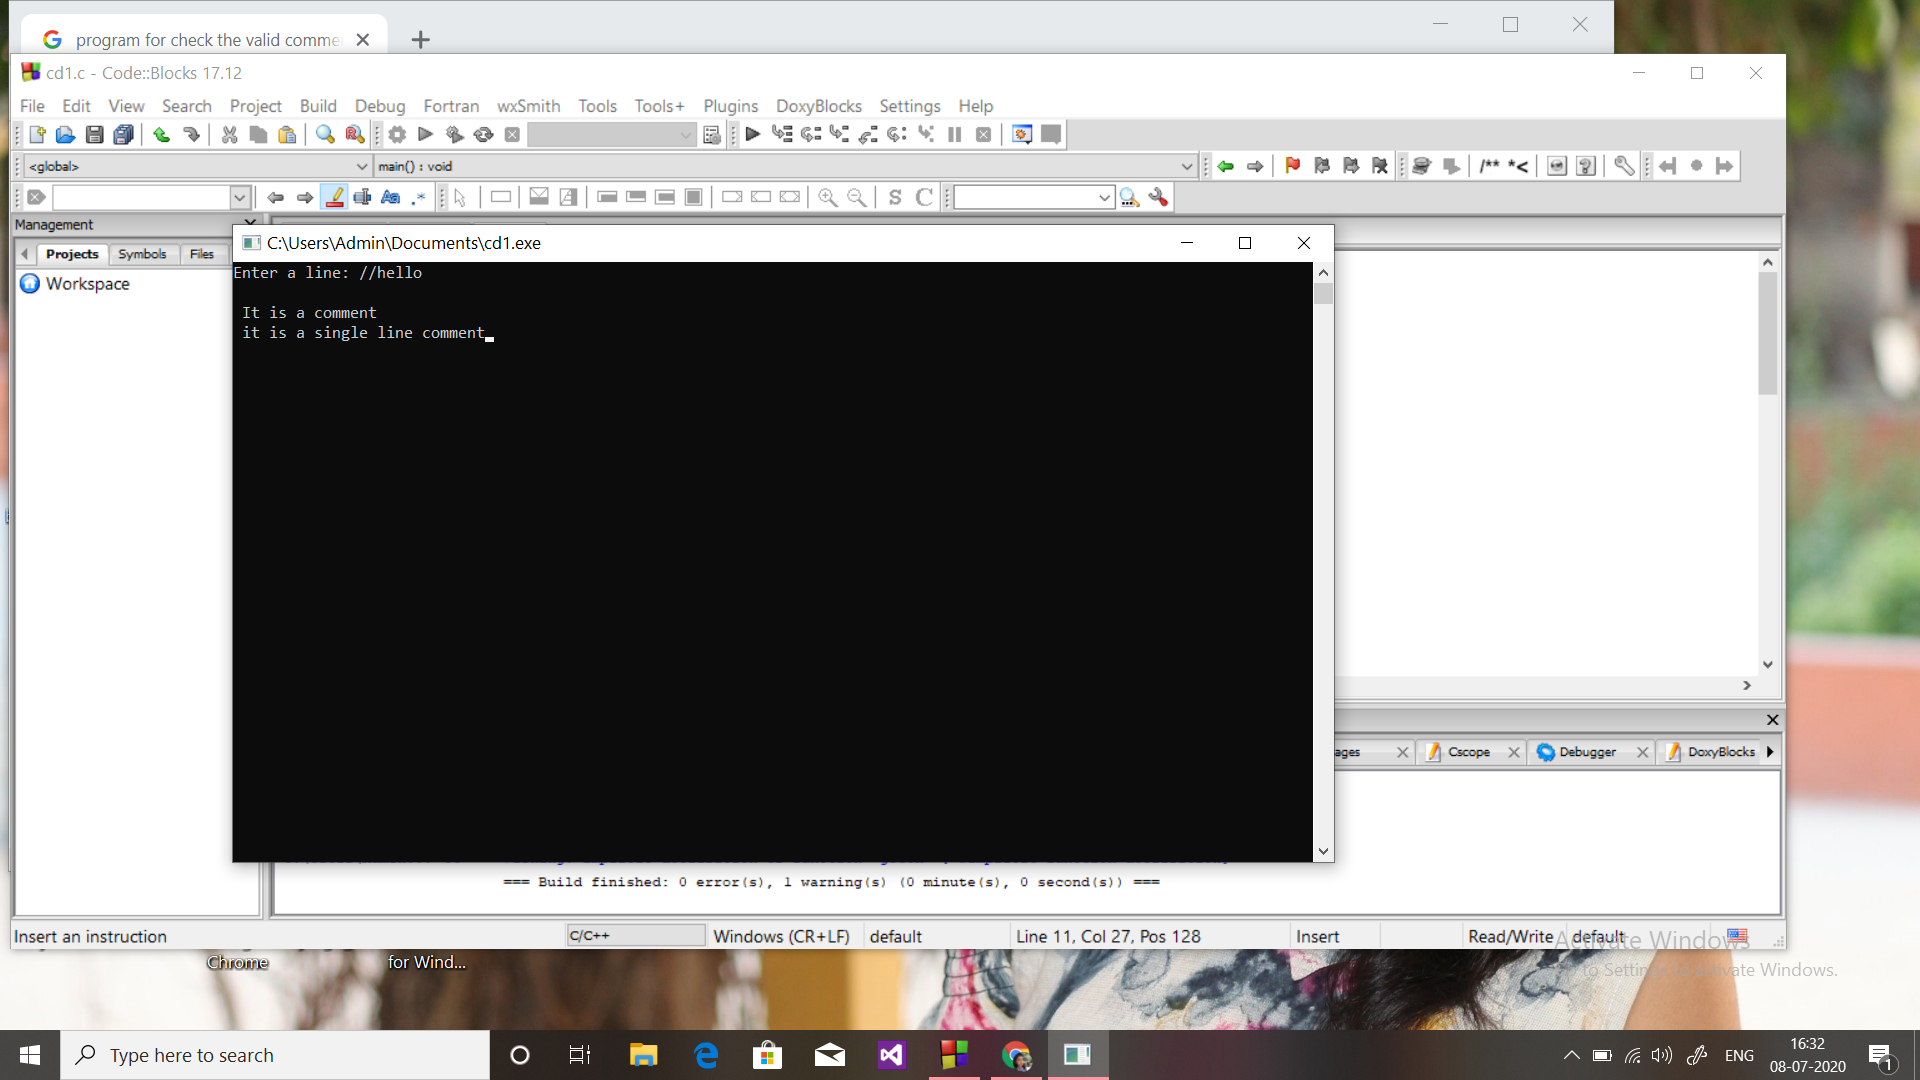 program for check the valid comme
cd1.c - Code::Blocks 17.12
File Edit View Search Project Build Debug Fortran wxSmith Tools Tools+ Plugins DoxyBlocks Settings Help
<global> main() : void /** *<
Aa .* S C
Management
Projects Symbols Files
Workspace
C:\Users\Admin\Documents\cd1.exe
Enter a line: //hello
It is a comment
it is a single line comment
ages Cscope Debugger DoxyBlocks
=== Build finished: 0 error(s), 1 warning(s) (0 minute(s), 0 second(s)) ===
Insert an instruction C/C++ Windows (CR+LF) default Line 11, Col 27, Pos 128 Insert Read/Write default
Activate Windows
Chrome for Wind...
Go to Settings to activate Windows.
Type here to search ENG 16:32
08-07-2020 1